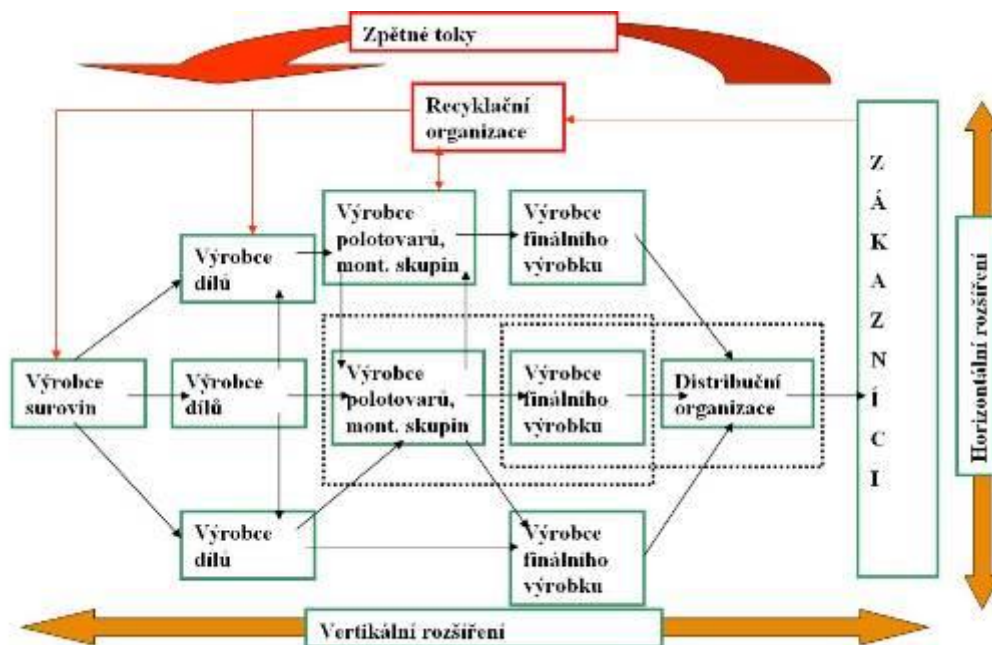 Zpětné toky
Recyklační
organizace
Výrobce
polotovarů,
mont. skupin
Výrobce
finálního
výrobku
Výrobce
dílů
Výrobce
surovin
Výrobce
dílů
Výrobce
polotovarů,
mont. skupin
Výrobce
finálního
výrobku
Distribuční
organizace
Výrobce
dílů
Výrobce
finálního
výrobku
ZÁKAZNÍCI
Horizontální rozšíření
Vertikální rozšíření